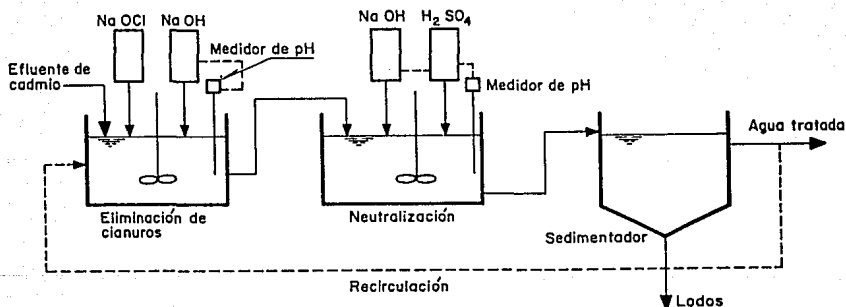 Na OCl
Na OH
Medidor de pH
Efluente de
cadmio
Eliminación de
cianuros
Na OH
H₂ SO₄
Medidor de pH
Neutralización
Agua tratada
Sedimentador
Recirculación
Lodos